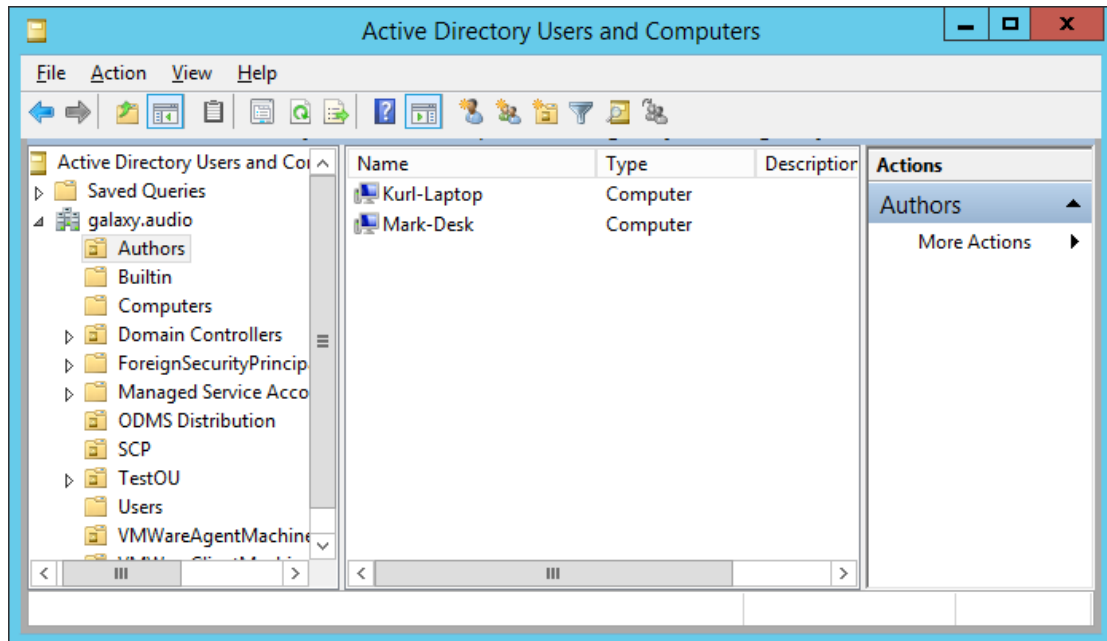 Active Directory Users and Computers
File Action View Help
Active Directory Users and Co
Saved Queries
galaxy.audio
Authors
Builtin
Computers
Domain Controllers
ForeignSecurityPrincip
Managed Service Acco
ODMS Distribution
SCP
TestOU
Users
VMWareAgentMachine
Name Type Description
Kurl-Laptop Computer
Mark-Desk Computer
Actions
Authors
More Actions